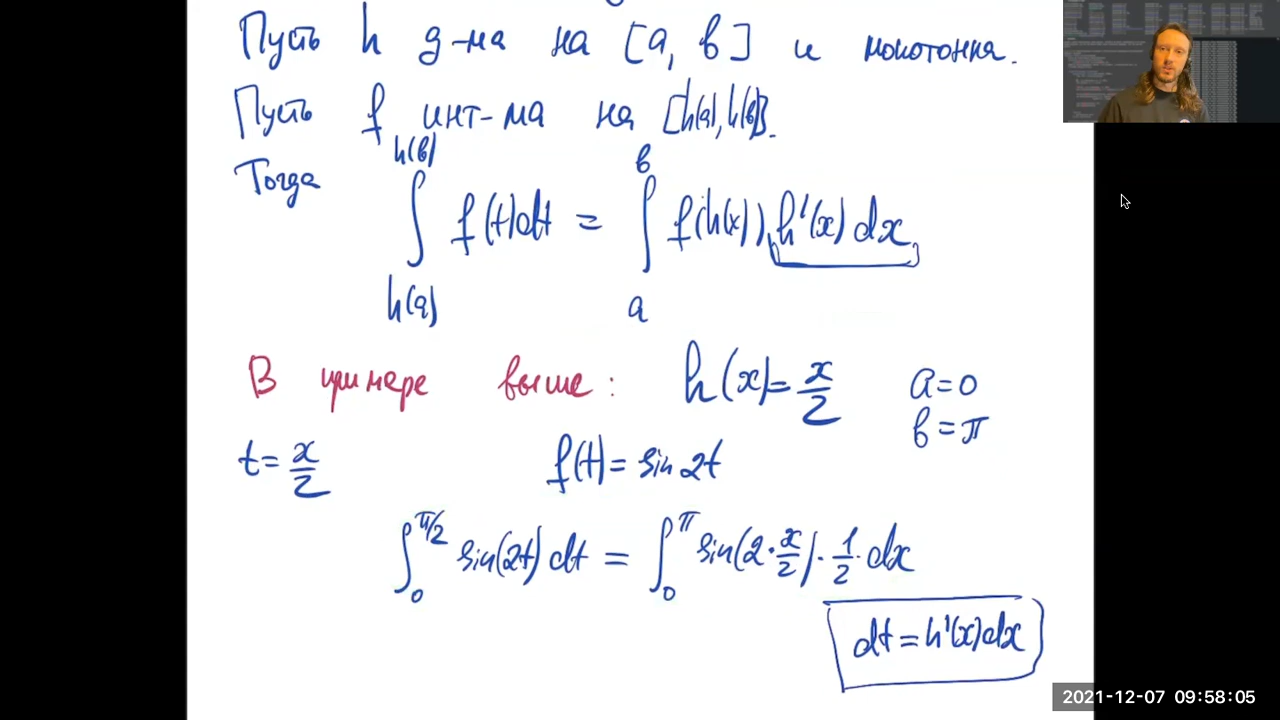 Пусть h д-ма на [a, b] и монотонна.
Пусть f инт-ма на [h(a), h(b)].
Тогда ∫_{h(a)}^{h(b)} f(t)dt = ∫_a^b f(h(x)) h'(x) dx
В примере выше: h(x) = x/2 a = 0
b = π
t = x/2 f(t) = sin 2t
∫_0^{π/2} sin(2t) dt = ∫_0^π sin(2·x/2)·1/2·dx
dt = h'(x)dx
2021-12-07 09:58:05